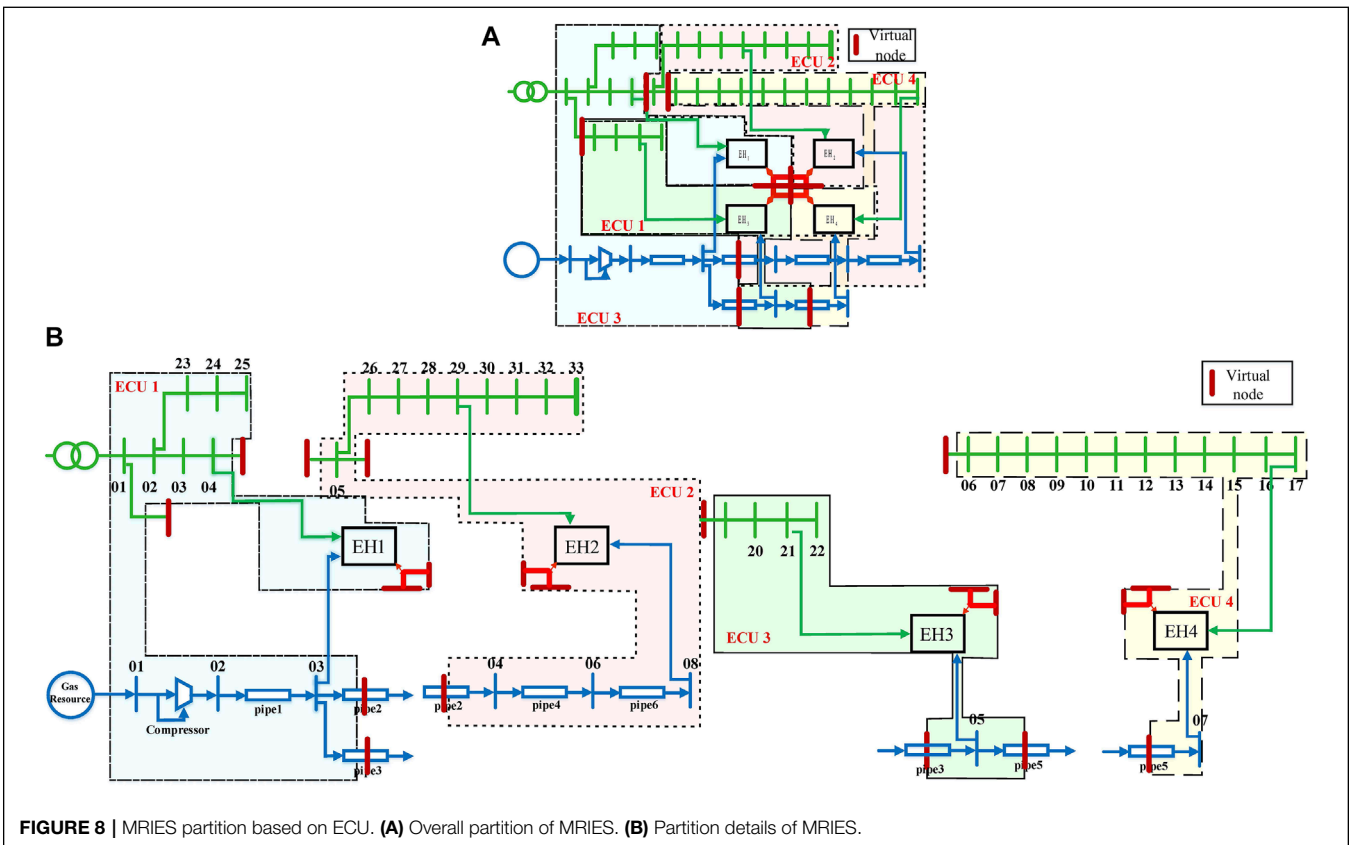 A
Virtual
node
ECU 2
ECU 4
EH
EH
EH
EH
ECU 1
ECU 3
B
23 24 25
ECU 1
26 27 28 29 30 31 32 33
Virtual
node
01 02 03 04
05
06 07 08 09 10 11 12 13 14 15 16 17
ECU 2
20 21 22
EH1
EH2
EH3
EH4
ECU 3
ECU 4
Gas
Resource
01 02 03
04 06 08
05
07
Compressor
pipe1
pipe2
pipe3
pipe2
pipe4
pipe6
pipe3
pipe5
pipe5
FIGURE 8 | MRIES partition based on ECU. (A) Overall partition of MRIES. (B) Partition details of MRIES.